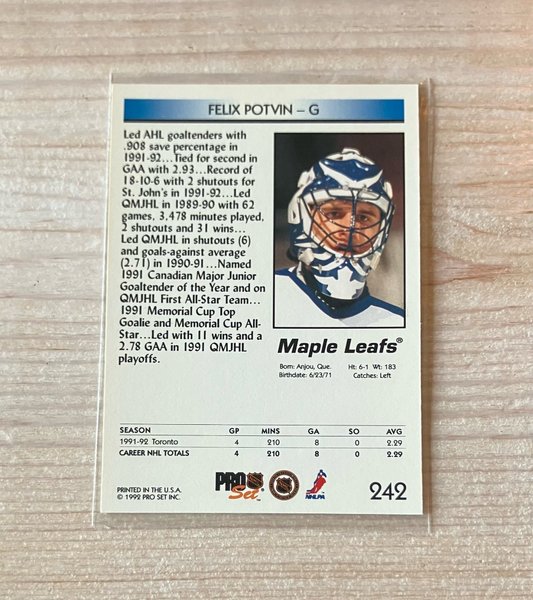 FELIX POTVIN – G
Led AHL goaltenders with
.908 save percentage in
1991-92...Tied for second in
GAA with 2.93...Record of
18-10-6 with 2 shutouts for
St. John's in 1991-92...Led
QMJHL in 1989-90 with 62
games, 3,478 minutes played,
2 shutouts and 31 wins...
Led QMJHL in shutouts (6)
and goals-against average
(2.71) in 1990-91...Named
1991 Canadian Major Junior
Goaltender of the Year and on
QMJHL First All-Star Team...
1991 Memorial Cup Top
Goalie and Memorial Cup All-
Star...Led with 11 wins and a
2.78 GAA in 1991 QMJHL
playoffs.
Maple Leafs®
Born: Anjou, Que. Ht: 6-1 Wt: 183
Birthdate: 6/23/71 Catches: Left
SEASON GP MINS GA SO AVG
1991-92 Toronto 4 210 8 0 2.29
CAREER NHL TOTALS 4 210 8 0 2.29
PRINTED IN THE U.S.A.
© 1992 PRO SET INC.
PRO
Set
NHLPA
242